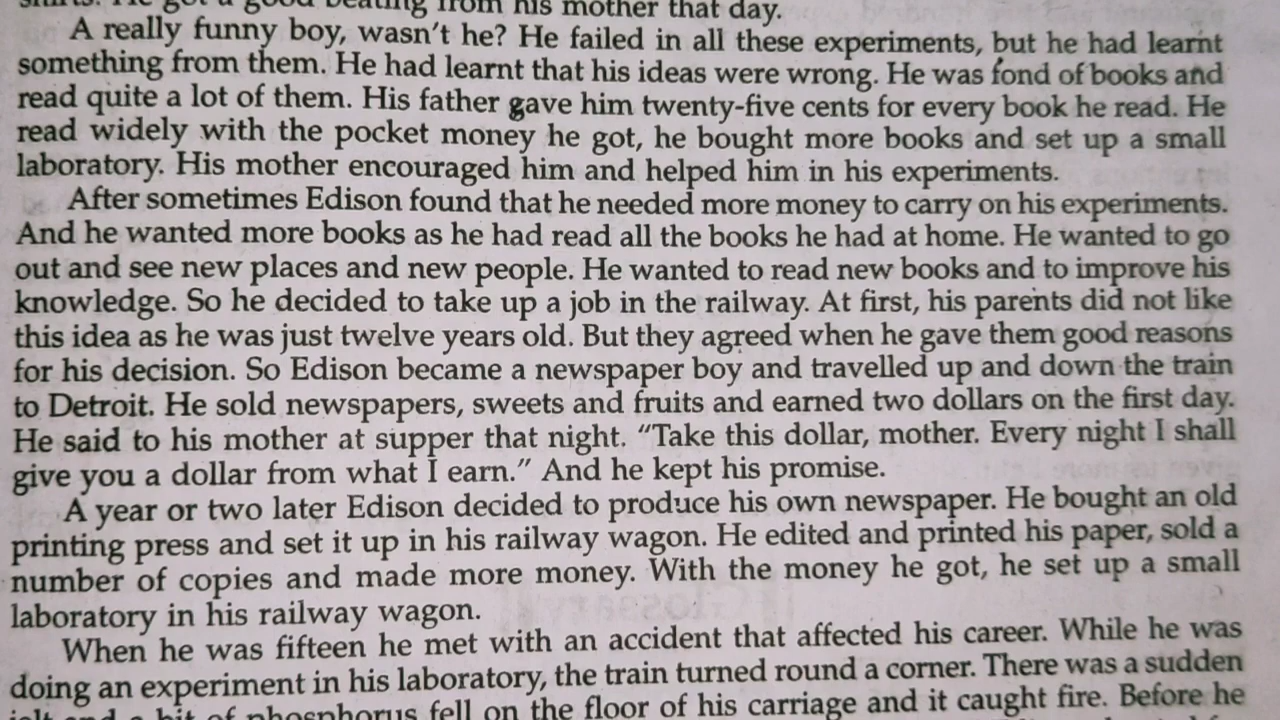 shirts. He got a good beating from his mother that day.
A really funny boy, wasn't he? He failed in all these experiments, but he had learnt
something from them. He had learnt that his ideas were wrong. He was fond of books and
read quite a lot of them. His father gave him twenty-five cents for every book he read. He
read widely with the pocket money he got, he bought more books and set up a small
laboratory. His mother encouraged him and helped him in his experiments.
After sometimes Edison found that he needed more money to carry on his experiments.
And he wanted more books as he had read all the books he had at home. He wanted to go
out and see new places and new people. He wanted to read new books and to improve his
knowledge. So he decided to take up a job in the railway. At first, his parents did not like
this idea as he was just twelve years old. But they agreed when he gave them good reasons
for his decision. So Edison became a newspaper boy and travelled up and down the train
to Detroit. He sold newspapers, sweets and fruits and earned two dollars on the first day.
He said to his mother at supper that night. “Take this dollar, mother. Every night I shall
give you a dollar from what I earn.” And he kept his promise.
A year or two later Edison decided to produce his own newspaper. He bought an old
printing press and set it up in his railway wagon. He edited and printed his paper, sold a
number of copies and made more money. With the money he got, he set up a small
laboratory in his railway wagon.
When he was fifteen he met with an accident that affected his career. While he was
doing an experiment in his laboratory, the train turned round a corner. There was a sudden
jolt and a bit of phosphorus fell on the floor of his carriage and it caught fire. Before he